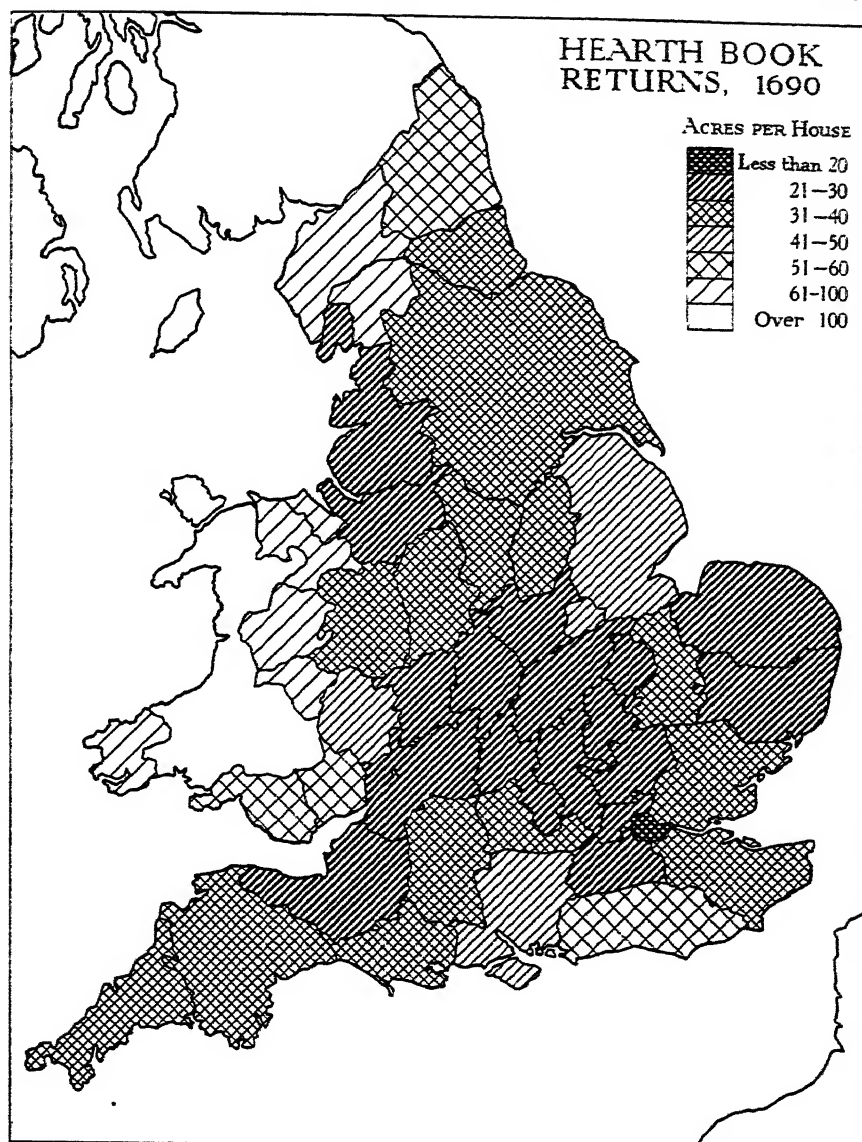 HEARTH BOOK
RETURNS, 1690
ACRES PER HOUSE
Less than 20
21–30
31–40
41–50
51–60
61–100
Over 100